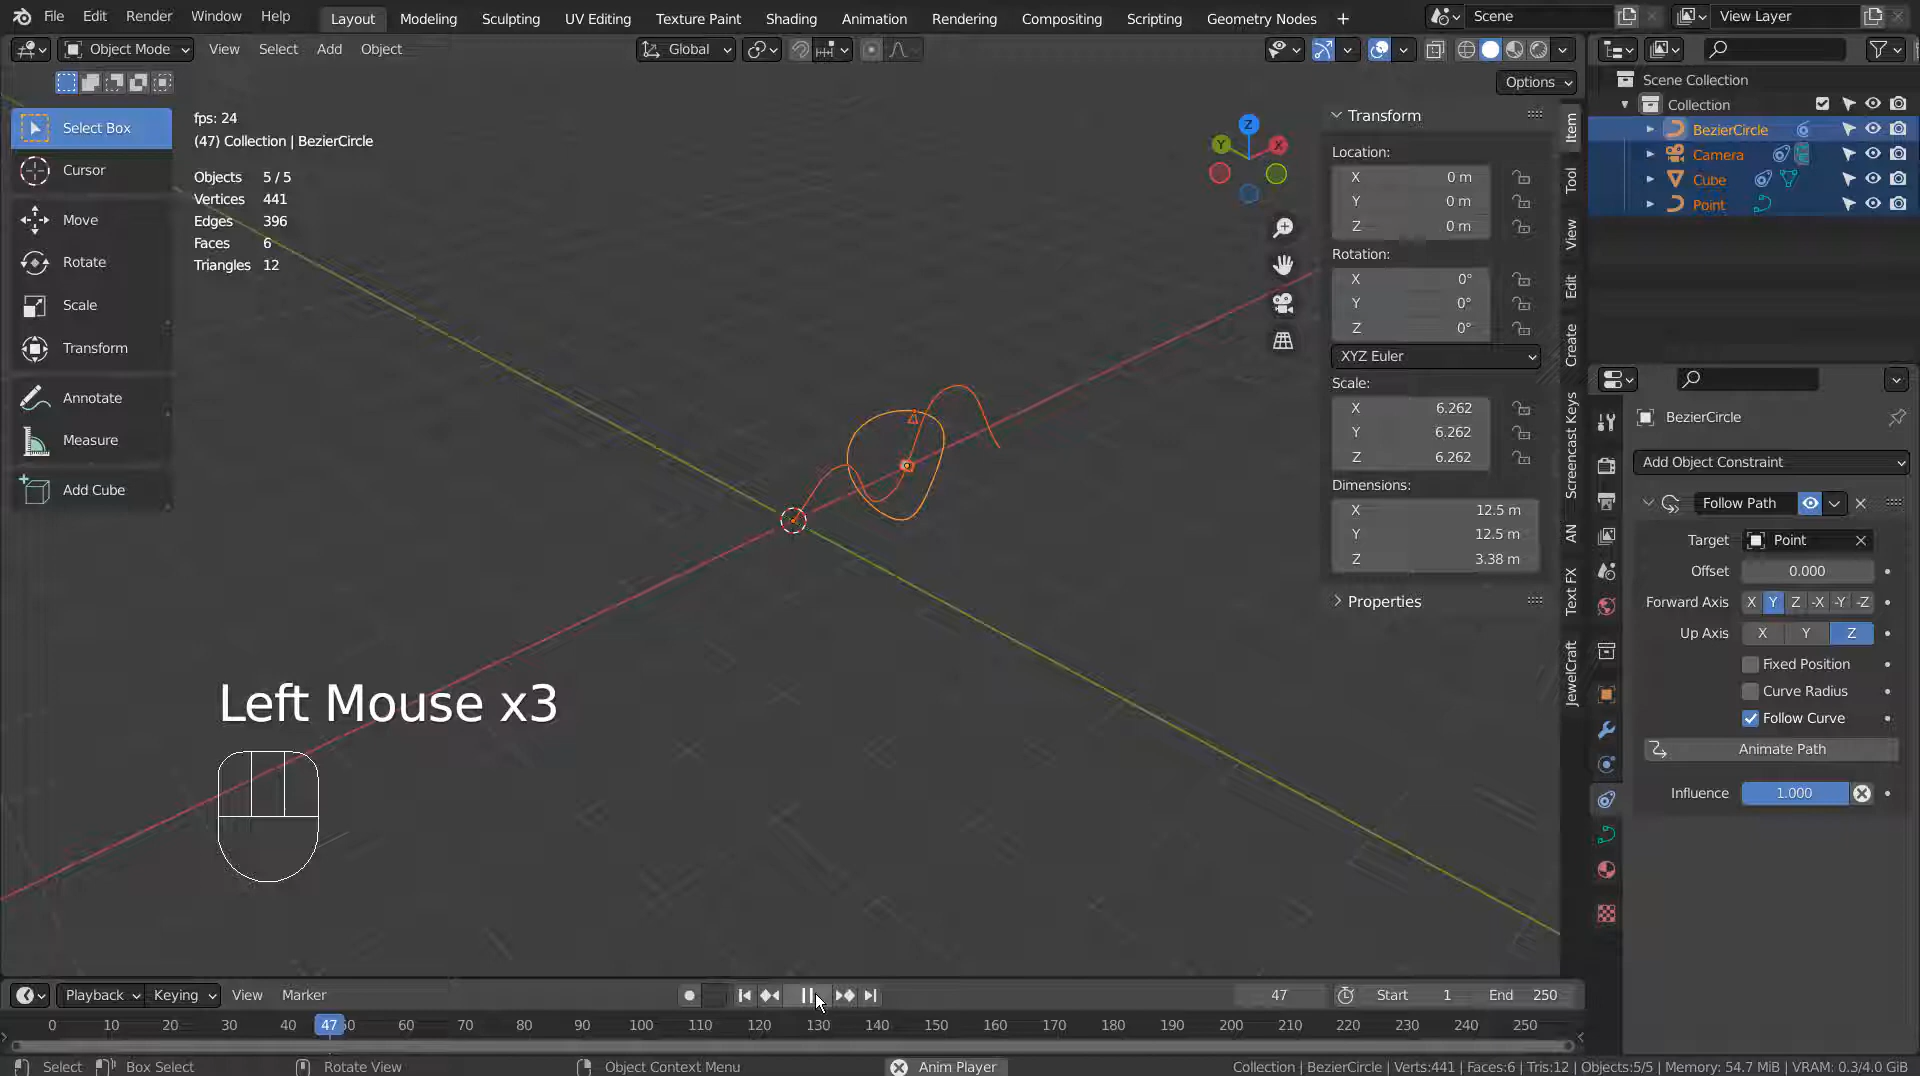 File Edit Render Window Help Layout Modeling Sculpting UV Editing Texture Paint Shading Animation Rendering Compositing Scripting Geometry Nodes + Scene View Layer
Object Mode View Select Add Object Global
Options
Select Box
Cursor
Move
Rotate
Scale
Transform
Annotate
Measure
Add Cube
fps: 24
(47) Collection | BezierCircle
Objects 5 / 5
Vertices 441
Edges 396
Faces 6
Triangles 12
Z
Y
X
Transform
Location:
X 0 m
Y 0 m
Z 0 m
Rotation:
X 0°
Y 0°
Z 0°
XYZ Euler
Scale:
X 6.262
Y 6.262
Z 6.262
Dimensions:
X 12.5 m
Y 12.5 m
Z 3.38 m
Properties
Item
Tool
View
Edit
Create
Screencast Keys
AN
Text FX
JewelCraft
Scene Collection
Collection
BezierCircle
Camera
Cube
Point
BezierCircle
Add Object Constraint
Follow Path
Target Point
Offset 0.000
Forward Axis X Y Z -X -Y -Z
Up Axis X Y Z
Fixed Position
Curve Radius
Follow Curve
Animate Path
Influence 1.000
Left Mouse x3
Playback Keying View Marker 47 Start 1 End 250
0 10 20 30 40 47 50 60 70 80 90 100 110 120 130 140 150 160 170 180 190 200 210 220 230 240 250
Select Box Select Rotate View Object Context Menu Anim Player Collection | BezierCircle | Verts:441 | Faces:6 | Tris:12 | Objects:5/5 | Memory: 54.7 MiB | VRAM: 0.3/4.0 GiB